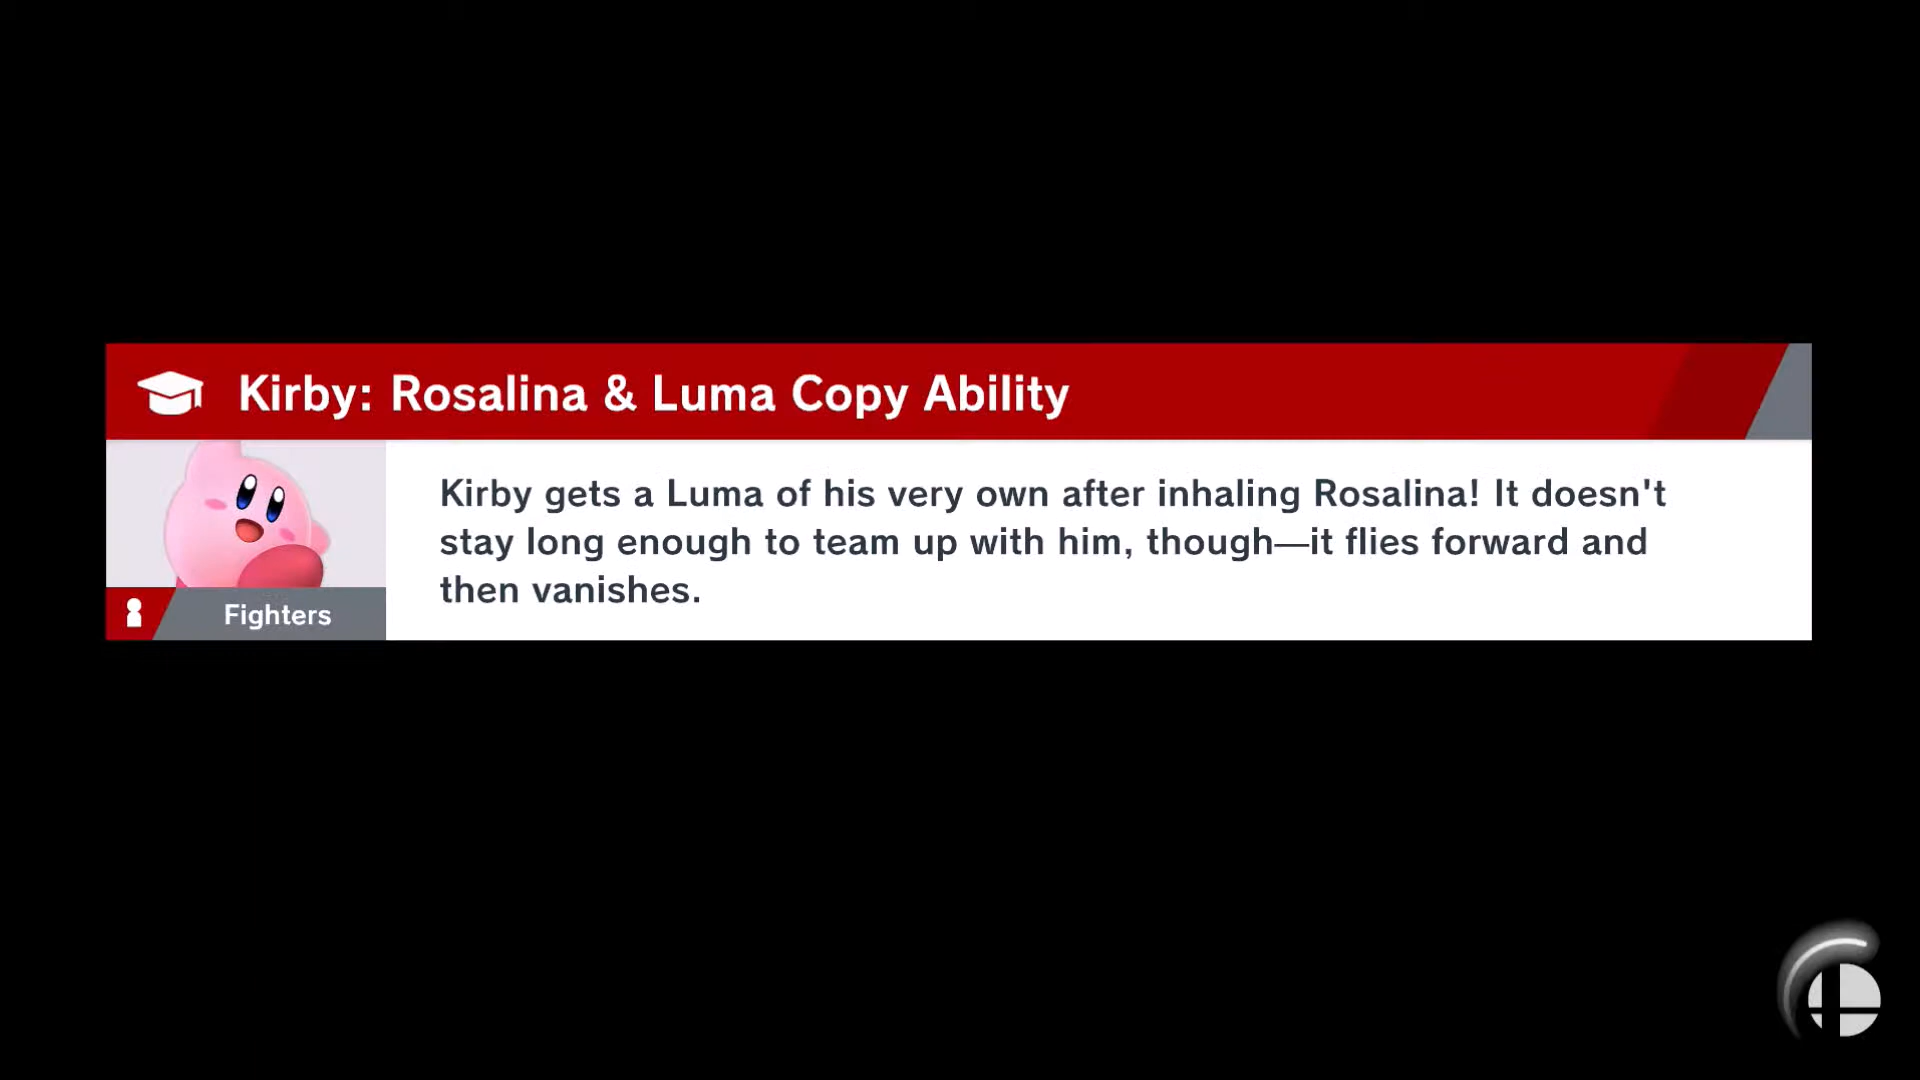 Kirby: Rosalina & Luma Copy Ability
Kirby gets a Luma of his very own after inhaling Rosalina! It doesn't
stay long enough to team up with him, though—it flies forward and
then vanishes.
Fighters